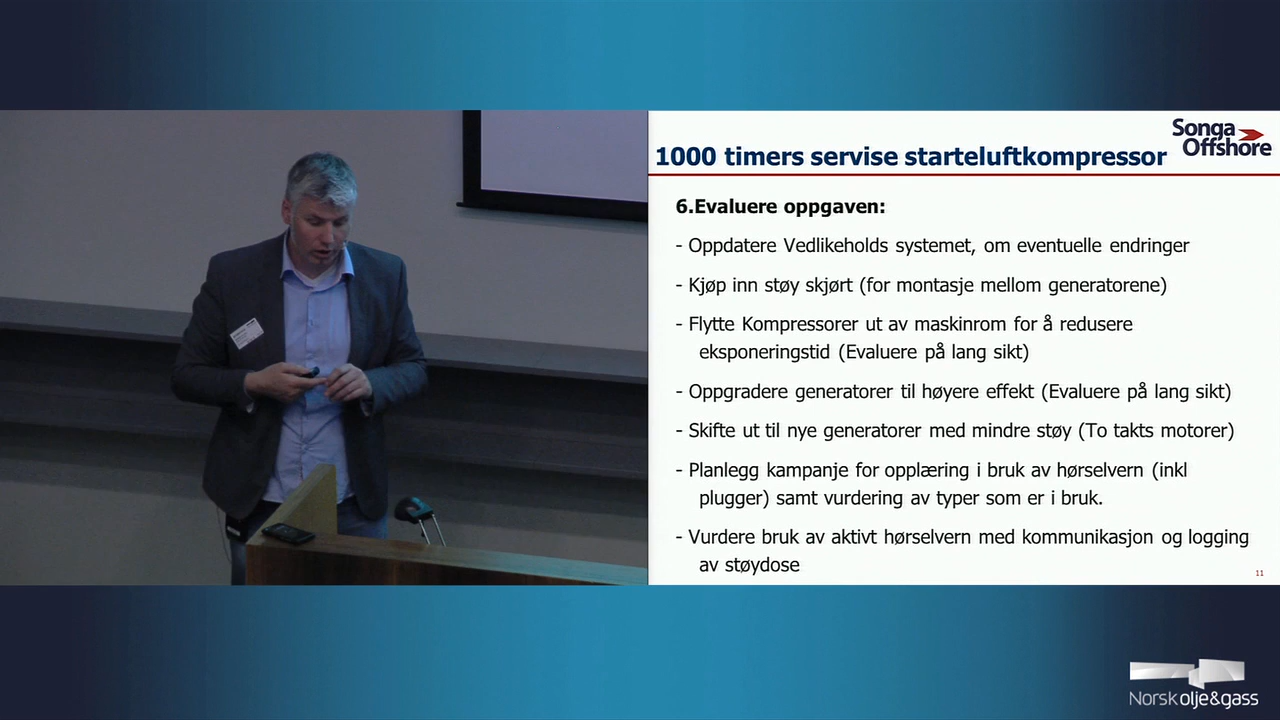 1000 timers servise starteluftkompressor
Songa
Offshore
6.Evaluere oppgaven:
- Oppdatere Vedlikeholds systemet, om eventuelle endringer
- Kjøp inn støy skjørt (for montasje mellom generatorene)
- Flytte Kompressorer ut av maskinrom for å redusere
eksponeringstid (Evaluere på lang sikt)
- Oppgradere generatorer til høyere effekt (Evaluere på lang sikt)
- Skifte ut til nye generatorer med mindre støy (To takts motorer)
- Planlegg kampanje for opplæring i bruk av hørselvern (inkl
plugger) samt vurdering av typer som er i bruk.
- Vurdere bruk av aktivt hørselvern med kommunikasjon og logging
av støydose
11
Norskolje&gass